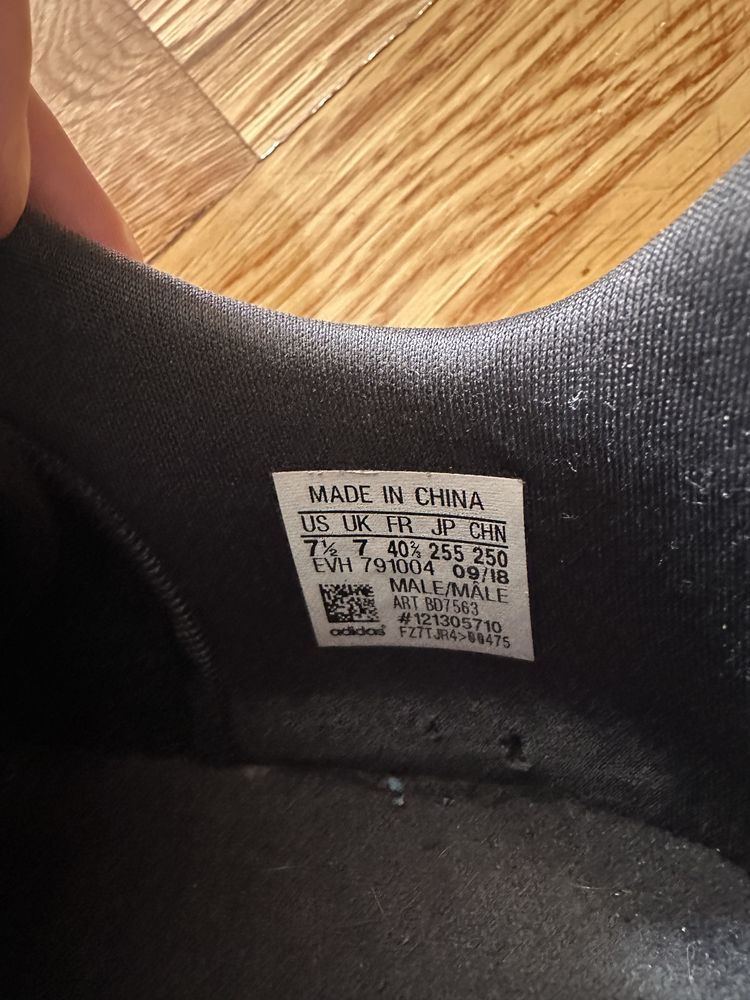 MADE IN CHINA
US UK FR JP CHN
7½ 7 40⅔ 255 250
EVH 791004 09/18
MALE/MÂLE
ART BD7563
#121305710
adidas FZ7TJR4>00475